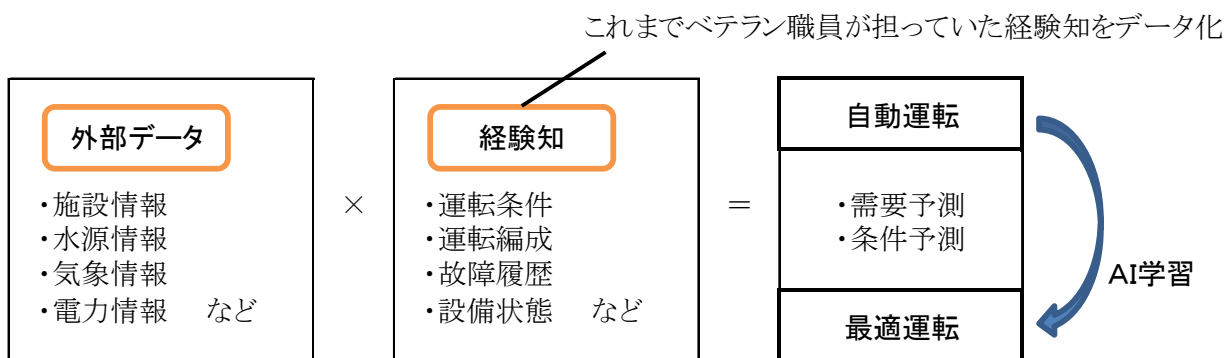 これまでベテラン職員が担っていた経験知をデータ化
外部データ
・施設情報
・水源情報
・気象情報
・電力情報 など
×
経験知
・運転条件
・運転編成
・故障履歴
・設備状態 など
＝
自動運転
・需要予測
・条件予測
最適運転
AI学習